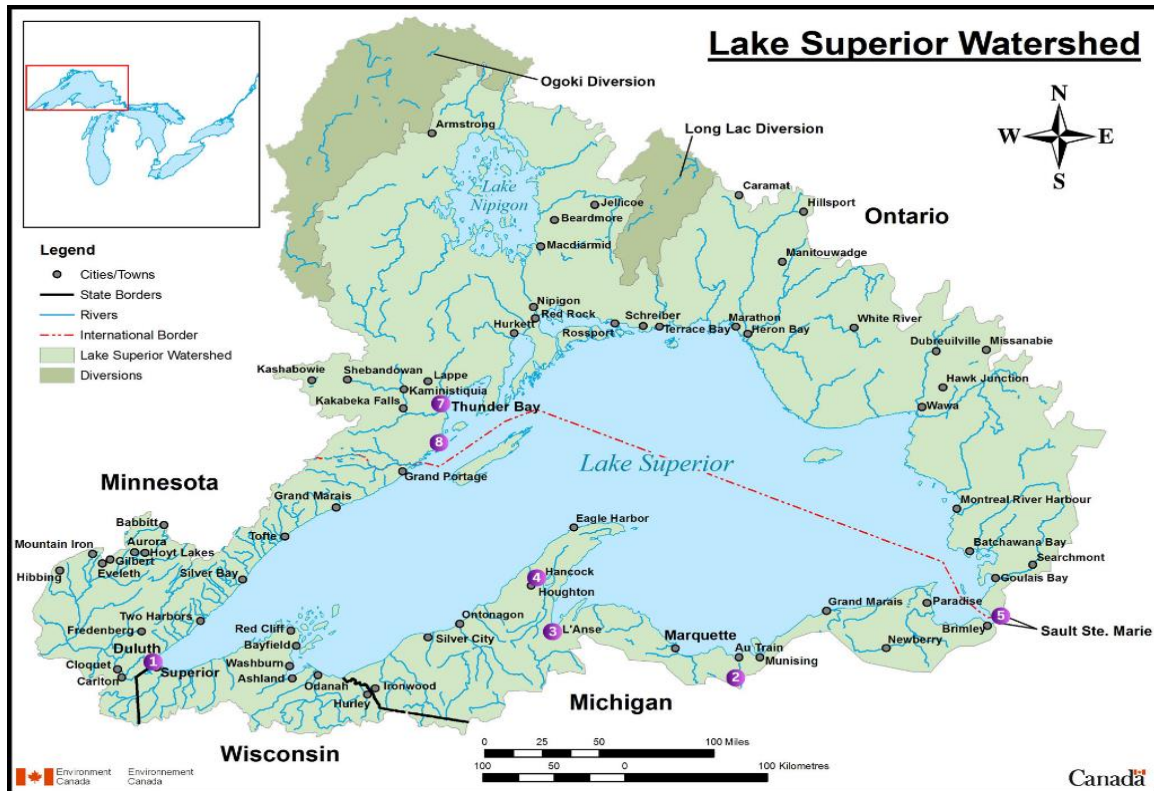 Lake Superior Watershed
N
W
E
S
Ogoki Diversion
Long Lac Diversion
Armstrong
Lake
Nipigon
Caramat
Hillsport
Ontario
Jellicoe
Beardmore
Macdiarmid
Manitouwadge
Legend
Cities/Towns
State Borders
Rivers
International Border
Lake Superior Watershed
Diversions
Nipigon
Red Rock
Hurkett
Rossport
Schreiber
Terrace Bay
Marathon
Heron Bay
White River
Dubreuilville
Missanabie
Hawk Junction
Wawa
Kashabowie
Shebandowan
Lappe
Kaministiquia
Kakabeka Falls
7
Thunder Bay
8
Grand Portage
Lake Superior
Minnesota
Grand Marais
Babbitt
Aurora
Mountain Iron
Hoyt Lakes
Gilbert
Eveleth
Hibbing
Tofte
Silver Bay
Two Harbors
Fredenberg
Duluth
1
Superior
Cloquet
Carlton
Red Cliff
Bayfield
Washburn
Ashland
Odanah
Hurley
Ironwood
Silver City
Ontonagon
Eagle Harbor
4
Hancock
Houghton
3
L'Anse
Marquette
Au Train
Munising
2
Grand Marais
Newberry
Paradise
Brimley
5
Sault Ste. Marie
Montreal River Harbour
Batchawana Bay
Searchmont
Goulais Bay
Michigan
Wisconsin
0 25 50 100 Miles
100 50 0 100 Kilometres
Environment
Canada
Environnement
Canada
Canada